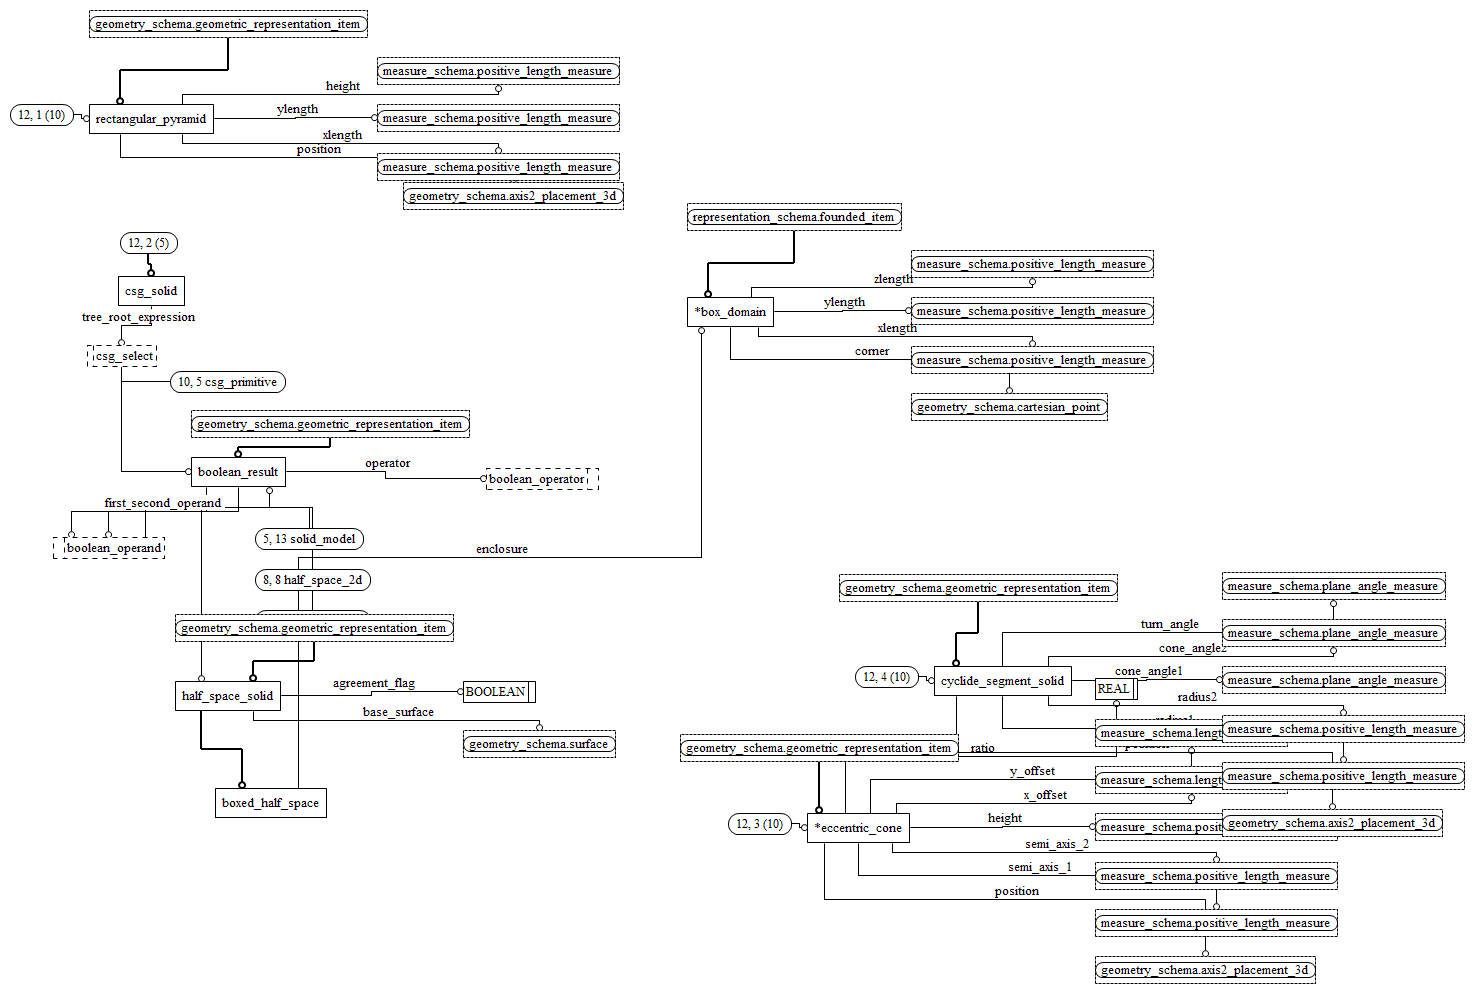 geometry_schema.geometric_representation_item
measure_schema.positive_length_measure
height
12, 1 (10)
rectangular_pyramid
ylength
measure_schema.positive_length_measure
xlength
position
measure_schema.positive_length_measure
geometry_schema.axis2_placement_3d
representation_schema.founded_item
12, 2 (5)
csg_solid
tree_root_expression
csg_select
10, 5 csg_primitive
measure_schema.positive_length_measure
zlength
*box_domain
ylength
measure_schema.positive_length_measure
xlength
corner
measure_schema.positive_length_measure
geometry_schema.cartesian_point
geometry_schema.geometric_representation_item
boolean_result
operator
boolean_operator
first_second_operand
boolean_operand
5, 13 solid_model
enclosure
8, 8 half_space_2d
geometry_schema.geometric_representation_item
half_space_solid
agreement_flag
BOOLEAN
base_surface
geometry_schema.surface
boxed_half_space
geometry_schema.geometric_representation_item
measure_schema.plane_angle_measure
turn_angle
measure_schema.plane_angle_measure
cone_angle2
12, 4 (10)
cyclide_segment_solid
cone_angle1
measure_schema.plane_angle_measure
REAL
radius2
measure_schema.positive_length_measure
measure_schema.leng
geometry_schema.geometric_representation_item
ratio
y_offset
measure_schema.leng
measure_schema.positive_length_measure
x_offset
12, 3 (10)
*eccentric_cone
height
measure_schema.posit
geometry_schema.axis2_placement_3d
semi_axis_2
semi_axis_1
measure_schema.positive_length_measure
position
measure_schema.positive_length_measure
geometry_schema.axis2_placement_3d